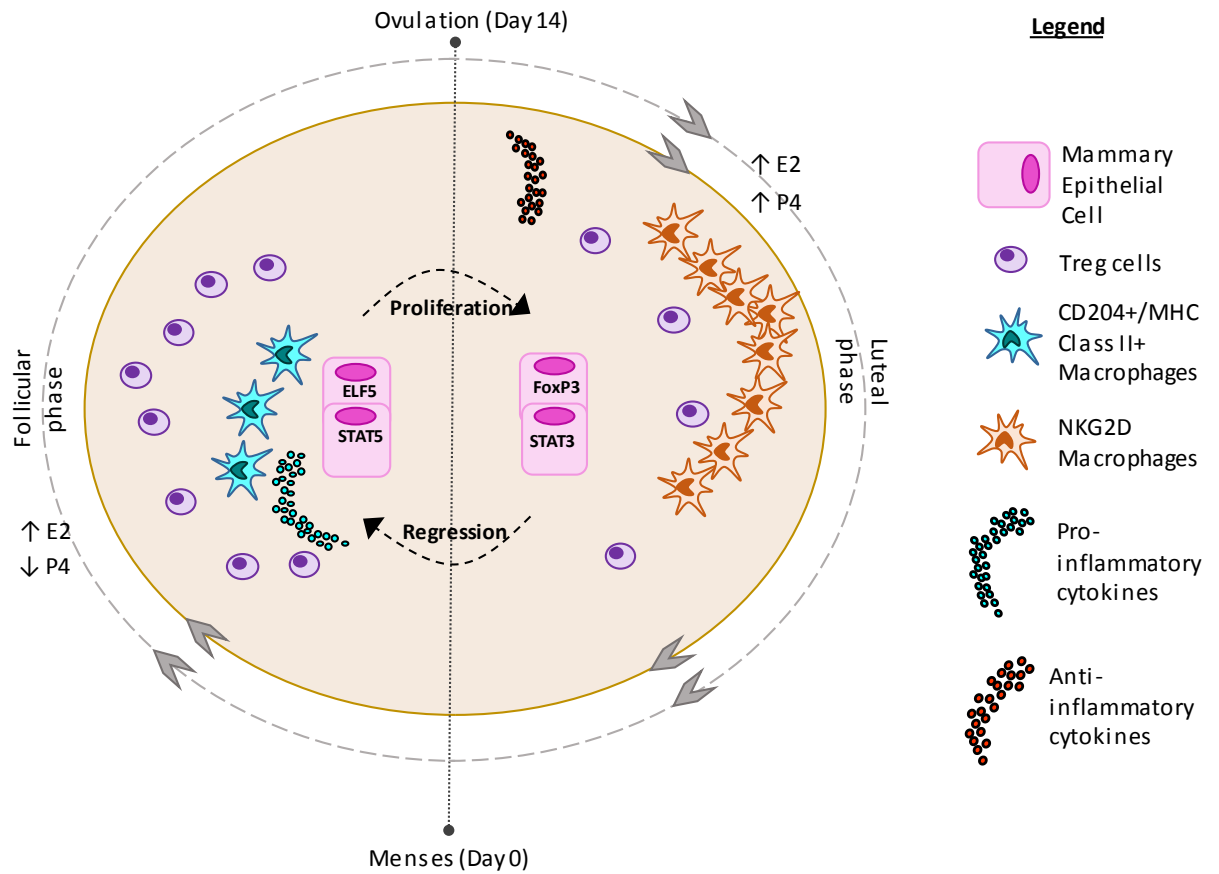 Ovulation (Day 14)
Legend
↑ E2
↑ P4
Proliferation
ELF5
STAT5
FoxP3
STAT3
Follicular
phase
Luteal
phase
Regression
↑ E2
↓ P4
Menses (Day 0)
Mammary
Epithelial
Cell
Treg cells
CD204+/MHC
Class II+
Macrophages
NKG2D
Macrophages
Pro-
inflammatory
cytokines
Anti-
inflammatory
cytokines